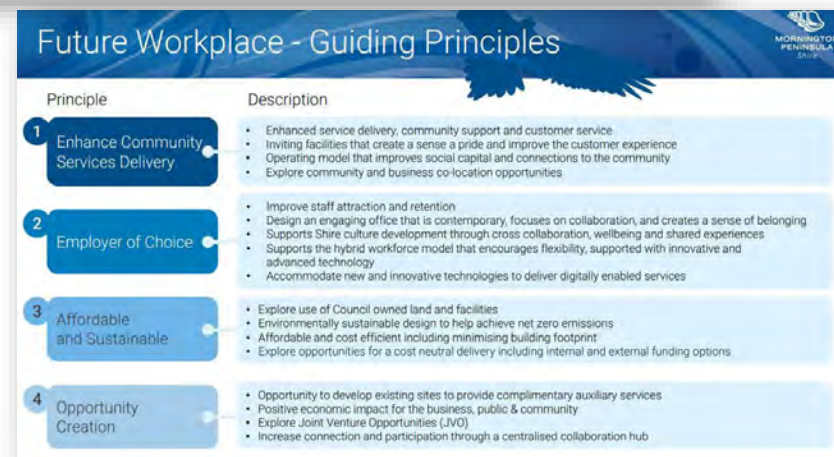 Future Workplace - Guiding Principles
MORNINGTON
PENINSULA
Shire
Principle
Description
1
Enhance Community
Services Delivery
• Enhanced service delivery, community support and customer service
• Inviting facilities that create a sense a pride and improve the customer experience
• Operating model that improves social capital and connections to the community
• Explore community and business co-location opportunities
2
Employer of Choice
• Improve staff attraction and retention
• Design an engaging office that is contemporary, focuses on collaboration, and creates a sense of belonging
• Supports Shire culture development through cross collaboration, wellbeing and shared experiences
• Supports the hybrid workforce model that encourages flexibility, supported with innovative and
advanced technology
• Accommodate new and innovative technologies to deliver digitally enabled services
3
Affordable
and Sustainable
• Explore use of Council owned land and facilities
• Environmentally sustainable design to help achieve net zero emissions
• Affordable and cost efficient including minimising building footprint
• Explore opportunities for a cost neutral delivery including internal and external funding options
4
Opportunity
Creation
• Opportunity to develop existing sites to provide complimentary auxiliary services
• Positive economic impact for the business, public & community
• Explore Joint Venture Opportunities (JVO)
• Increase connection and participation through a centralised collaboration hub